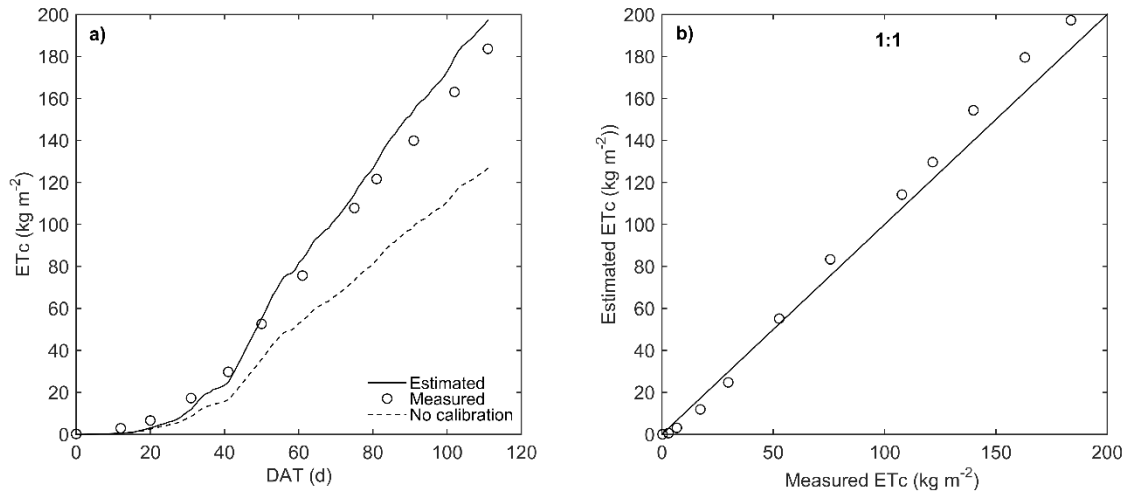 a)
200
180
160
140
120
100
80
60
40
20
0
ETc (kg m⁻²)
Estimated
Measured
No calibration
0 20 40 60 80 100 120
DAT (d)
b)
1:1
200
180
160
140
120
100
80
60
40
20
0
Estimated ETc (kg m⁻²))
0 50 100 150 200
Measured ETc (kg m⁻²)